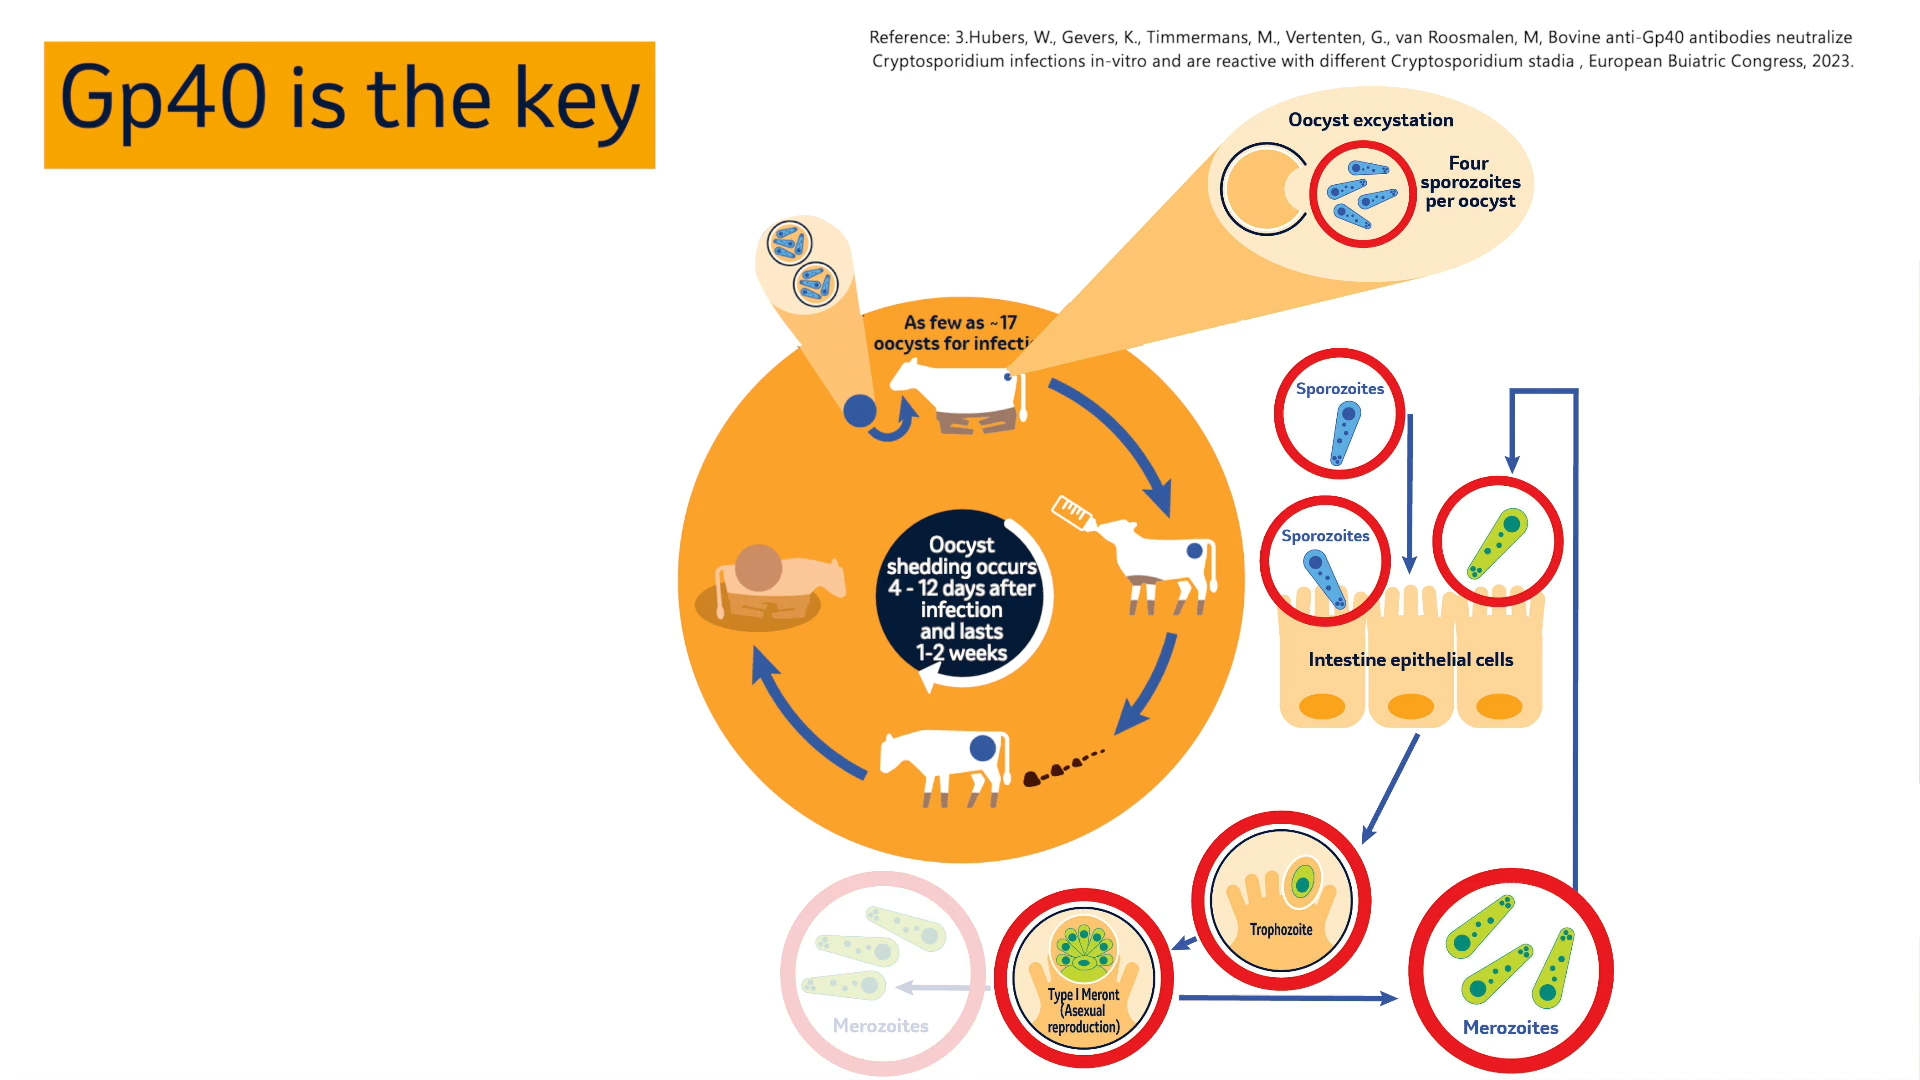 Gp40 is the key
Reference: 3.Hubers, W., Gevers, K., Timmermans, M., Vertenten, G., van Roosmalen, M, Bovine anti-Gp40 antibodies neutralize
Cryptosporidium infections in-vitro and are reactive with different Cryptosporidium stadia , European Buiatric Congress, 2023.
Oocyst excystation
Four
sporozoites
per oocyst
As few as ~17
oocysts for infecti
Sporozoites
Sporozoites
Oocyst
shedding occurs
4 - 12 days after
infection
and lasts
1-2 weeks
Intestine epithelial cells
Trophozoite
Type I Meront
(Asexual
reproduction)
Merozoites
Merozoites